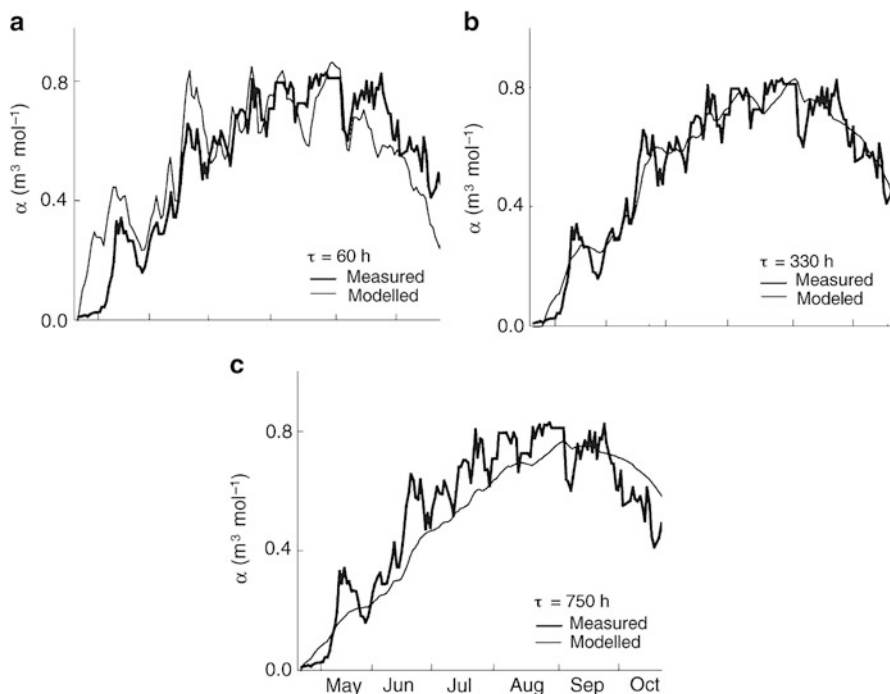 a
α (m³ mol⁻¹)
0.8
0.4
0.0
τ = 60 h
Measured
Modelled
b
α (m³ mol⁻¹)
0.8
0.4
0.0
τ = 330 h
Measured
Modeled
c
α (m³ mol⁻¹)
0.8
0.4
0.0
τ = 750 h
Measured
Modelled
May Jun Jul Aug Sep Oct